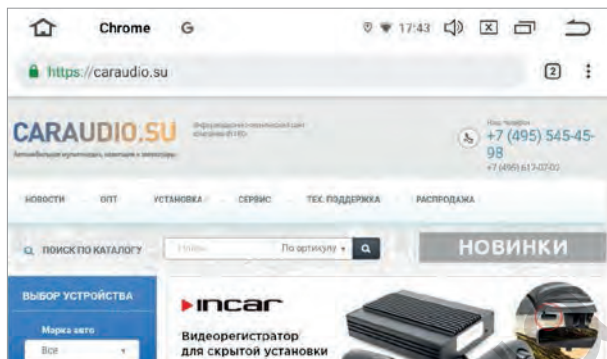 Chrome
G
17:43
https://caraudio.su
2
CARAUDIO.SU
Наш телефон
+7 (495) 545-45-
98
+7 (495) 617-07-02
НОВОСТИ ОПТ УСТАНОВКА СЕРВИС ТЕХ. ПОДДЕРЖКА РАСПРОДАЖА
ПОИСК ПО КАТАЛОГУ По артикулу
НОВИНКИ
ВЫБОР УСТРОЙСТВА
Марка авто
Все
incar
Видеорегистратор
для скрытой установки